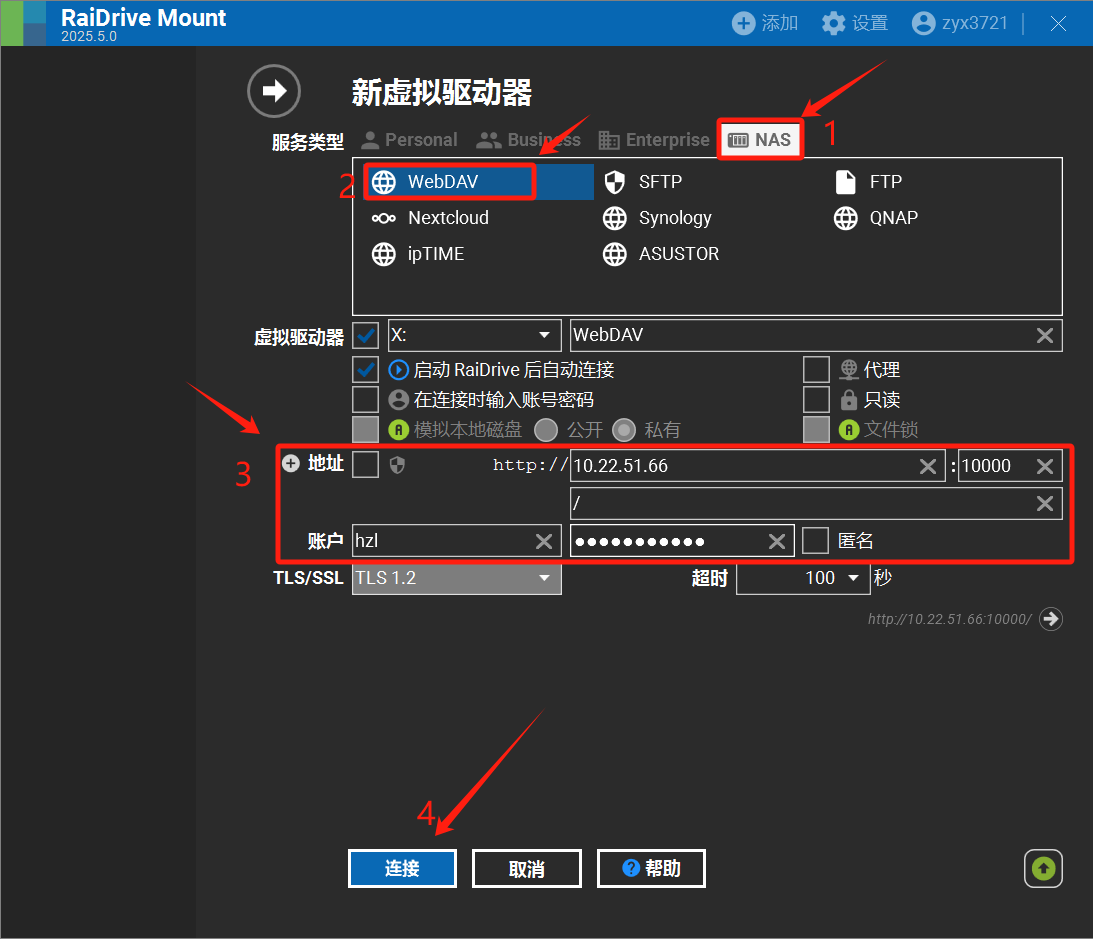 RaiDrive Mount
2025.5.0
添加 设置 zyx3721
新虚拟驱动器
服务类型 Personal Business Enterprise NAS 1
2 WebDAV SFTP FTP
Nextcloud Synology QNAP
ipTIME ASUSTOR
虚拟驱动器 X: WebDAV
启动 RaiDrive 后自动连接 代理
在连接时输入账号密码 只读
A 模拟本地磁盘 公开 私有 A 文件锁
3 地址 http:// 10.22.51.66 : 10000
/
账户 hzl ●●●●●●●●●●● 匿名
TLS/SSL TLS 1.2 超时 100 秒
http://10.22.51.66:10000/
4
连接 取消 ? 帮助